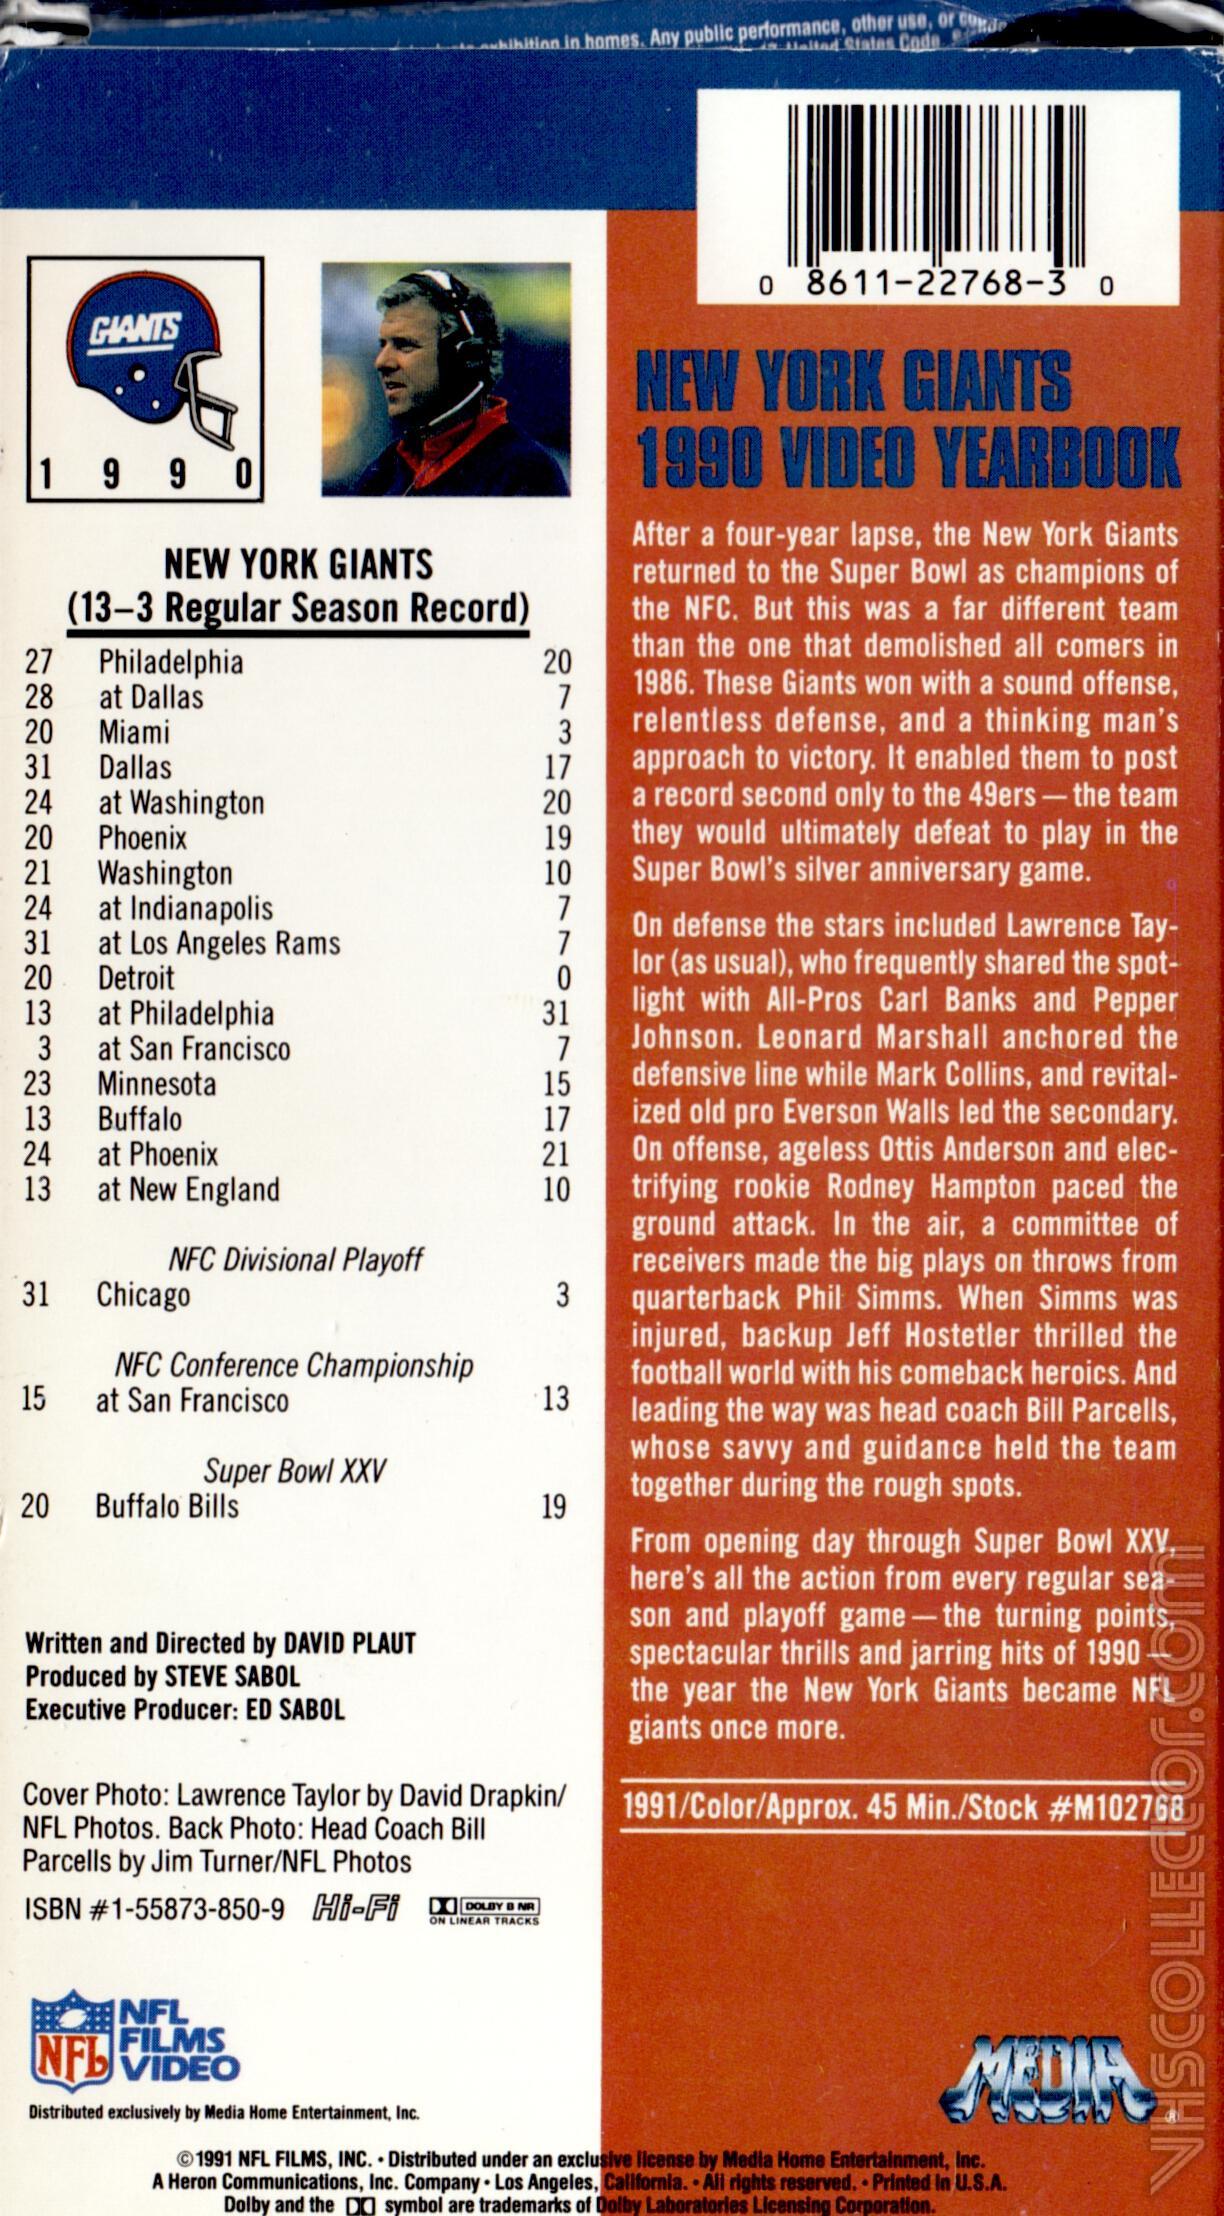 exhibition in homes. Any public performance, other use, or
United States Code
0 8611-22768-3 0
GIANTS
1 9 9 0
NEW YORK GIANTS
(13–3 Regular Season Record)
27 Philadelphia 20
28 at Dallas 7
20 Miami 3
31 Dallas 17
24 at Washington 20
20 Phoenix 19
21 Washington 10
24 at Indianapolis 7
31 at Los Angeles Rams 7
20 Detroit 0
13 at Philadelphia 31
3 at San Francisco 7
23 Minnesota 15
13 Buffalo 17
24 at Phoenix 21
13 at New England 10
NFC Divisional Playoff
31 Chicago 3
NFC Conference Championship
15 at San Francisco 13
Super Bowl XXV
20 Buffalo Bills 19
Written and Directed by DAVID PLAUT
Produced by STEVE SABOL
Executive Producer: ED SABOL
Cover Photo: Lawrence Taylor by David Drapkin/
NFL Photos. Back Photo: Head Coach Bill
Parcells by Jim Turner/NFL Photos
ISBN #1-55873-850-9 Hi-Fi DOLBY B NR
ON LINEAR TRACKS
NFL
NFL
FILMS
VIDEO
Distributed exclusively by Media Home Entertainment, Inc.
NEW YORK GIANTS
1990 VIDEO YEARBOOK
After a four-year lapse, the New York Giants
returned to the Super Bowl as champions of
the NFC. But this was a far different team
than the one that demolished all comers in
1986. These Giants won with a sound offense,
relentless defense, and a thinking man's
approach to victory. It enabled them to post
a record second only to the 49ers — the team
they would ultimately defeat to play in the
Super Bowl's silver anniversary game.
On defense the stars included Lawrence Tay-
lor (as usual), who frequently shared the spot-
light with All-Pros Carl Banks and Pepper
Johnson. Leonard Marshall anchored the
defensive line while Mark Collins, and revital-
ized old pro Everson Walls led the secondary.
On offense, ageless Ottis Anderson and elec-
trifying rookie Rodney Hampton paced the
ground attack. In the air, a committee of
receivers made the big plays on throws from
quarterback Phil Simms. When Simms was
injured, backup Jeff Hostetler thrilled the
football world with his comeback heroics. And
leading the way was head coach Bill Parcells,
whose savvy and guidance held the team
together during the rough spots.
From opening day through Super Bowl XXV,
here's all the action from every regular sea-
son and playoff game — the turning points,
spectacular thrills and jarring hits of 1990 —
the year the New York Giants became NFL
giants once more.
1991/Color/Approx. 45 Min./Stock #M102768
MEDIA ®
VHSCOLLECTOR.COM
©1991 NFL FILMS, INC. • Distributed under an exclusive license by Media Home Entertainment, Inc.
A Heron Communications, Inc. Company • Los Angeles, California. • All rights reserved. • Printed in U.S.A.
Dolby and the symbol are trademarks of Dolby Laboratories Licensing Corporation.